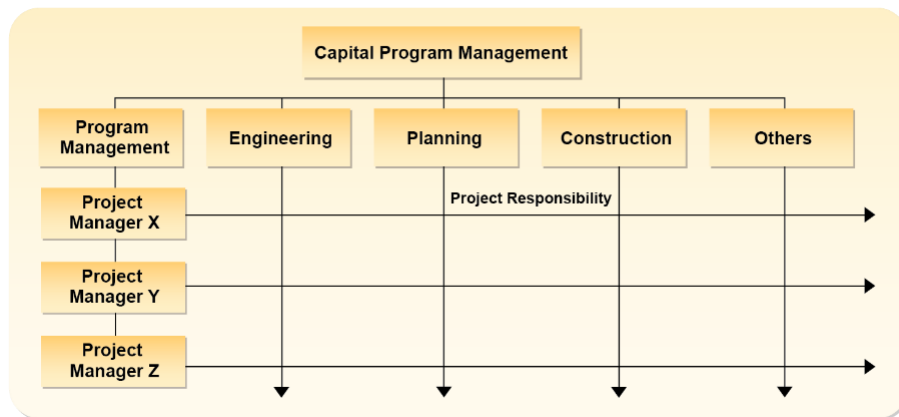 Capital Program Management
Program
Management
Engineering
Planning
Construction
Others
Project
Manager X
Project Responsibility
Project
Manager Y
Project
Manager Z